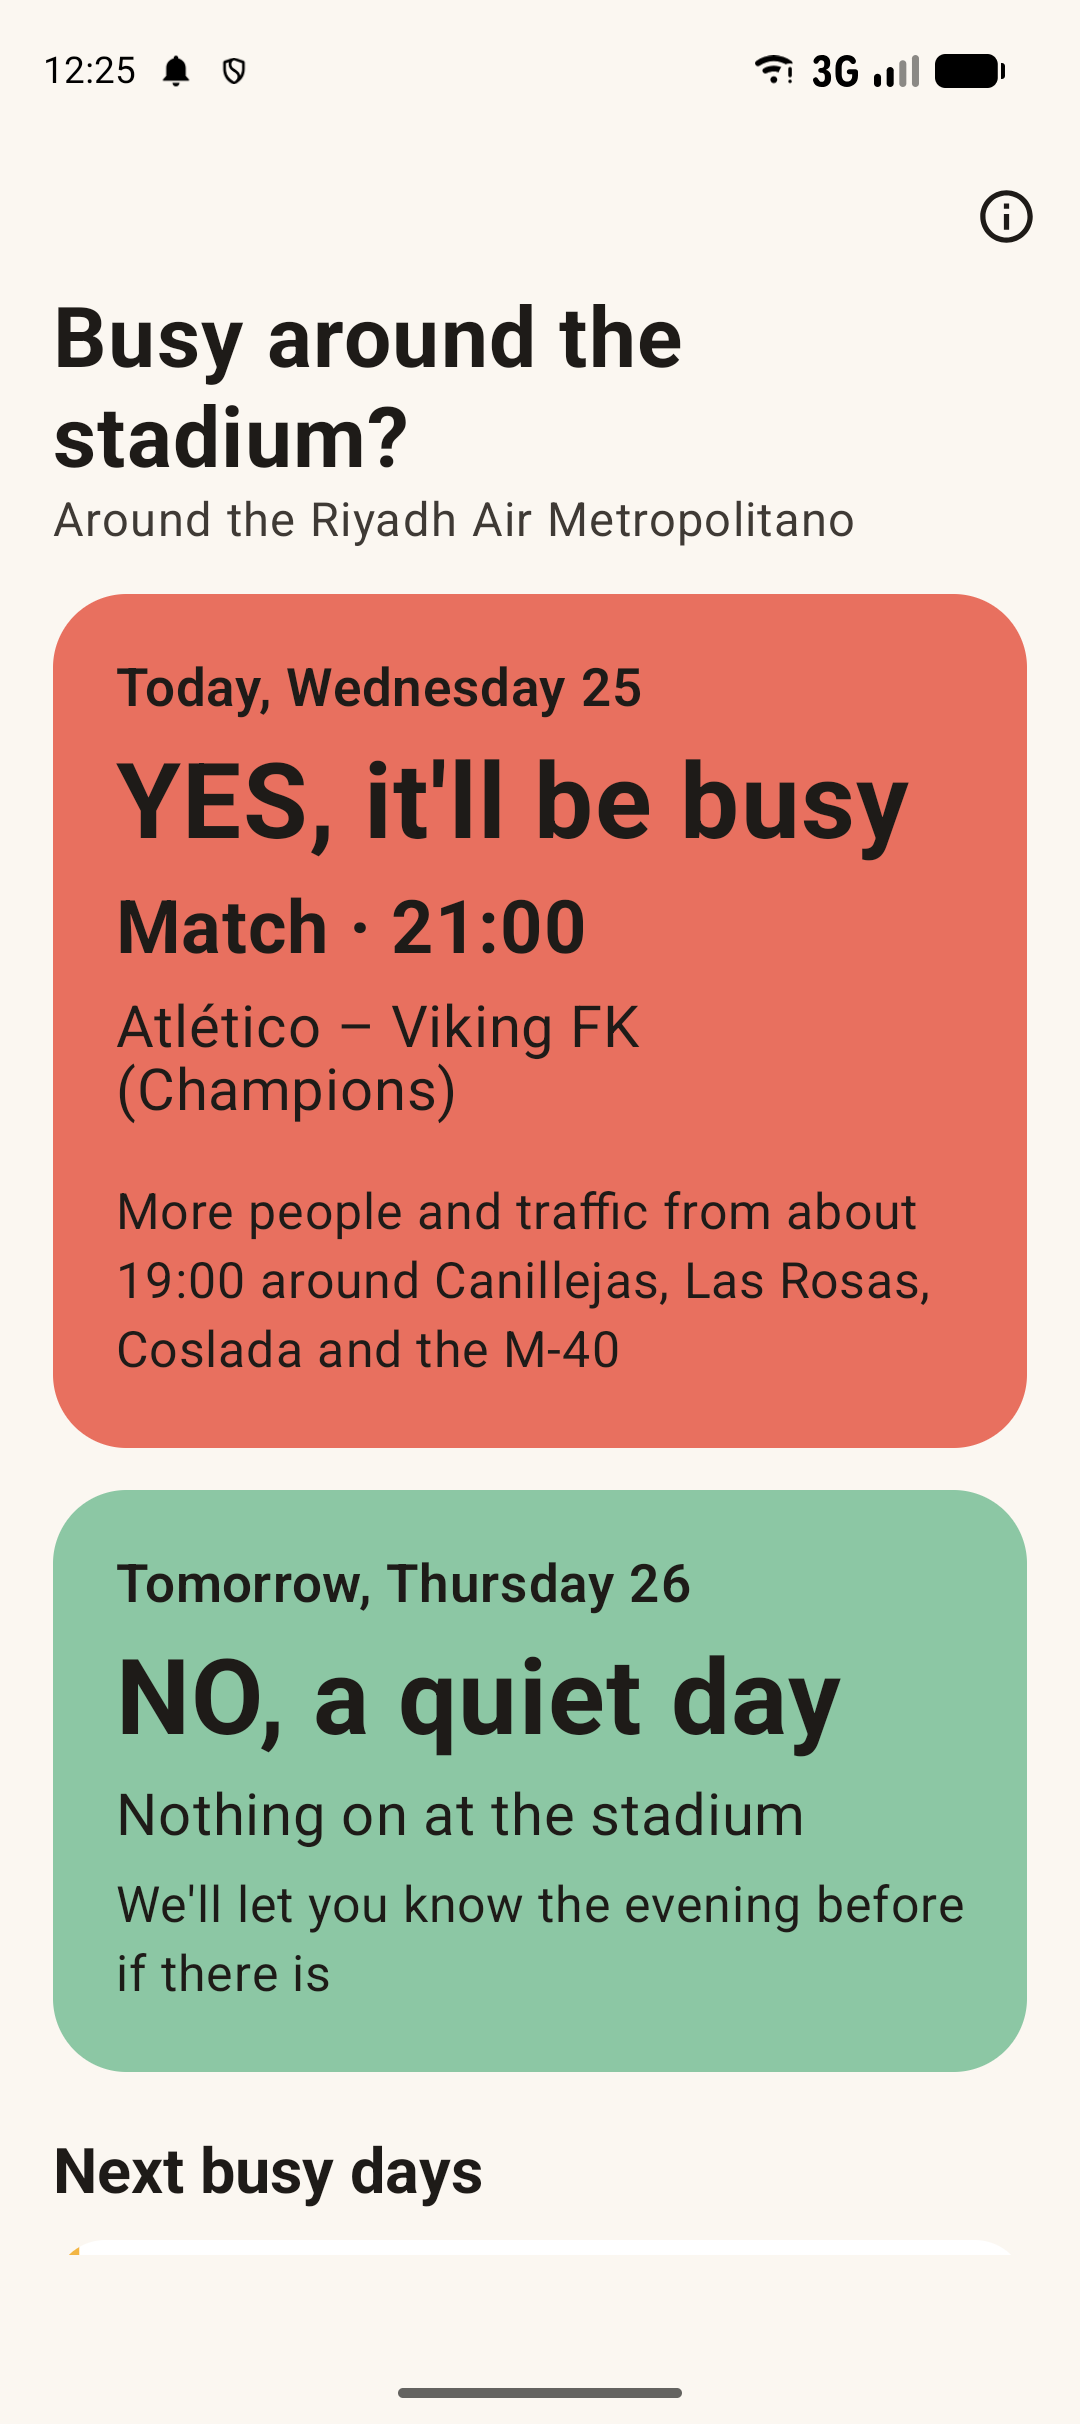 12:25
3G
Busy around the
stadium?
Around the Riyadh Air Metropolitano
Today, Wednesday 25
YES, it'll be busy
Match · 21:00
Atlético – Viking FK
(Champions)
More people and traffic from about
19:00 around Canillejas, Las Rosas,
Coslada and the M-40
Tomorrow, Thursday 26
NO, a quiet day
Nothing on at the stadium
We'll let you know the evening before
if there is
Next busy days